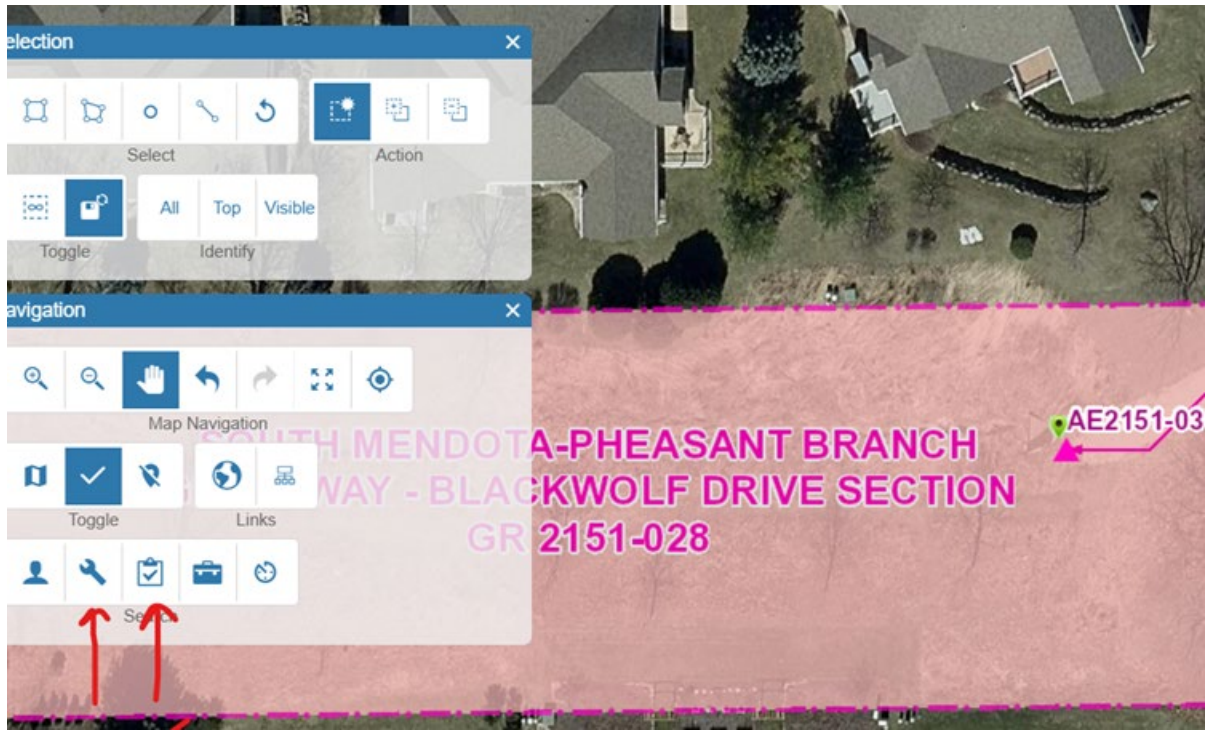 election
Select
Action
All Top Visible
Toggle Identify
avigation
Map Navigation
AE2151-03
SOUTH MENDOTA-PHEASANT BRANCH
WAY - BLACKWOLF DRIVE SECTION
GR 2151-028
Toggle Links
Search